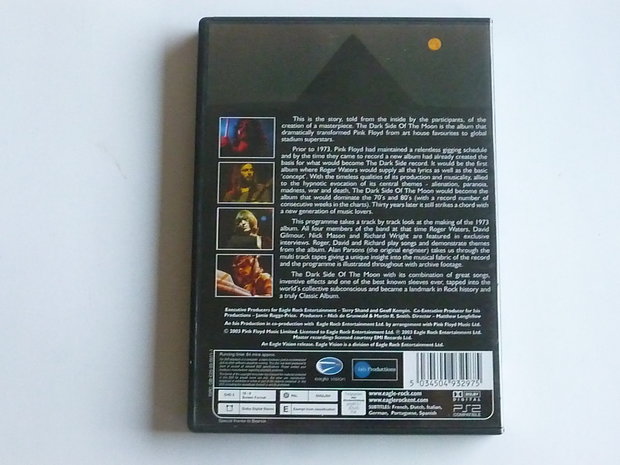 This is the story, told from the inside by the participants, of the
creation of a masterpiece. The Dark Side Of The Moon is the album that
dramatically transformed Pink Floyd from art house favourites to global
stadium superstars.
Prior to 1973, Pink Floyd had maintained a relentless gigging schedule
and by the time they came to record a new album had already created the
basis for what would become The Dark Side record. It would be the first
album where Roger Waters would supply all the lyrics as well as the basic
'concept'. With the timeless qualities of its production and musicality, allied
to the hypnotic evocation of its central themes - alienation, paranoia,
madness, war and death, The Dark Side Of The Moon would become the
album that would dominate the 70's and 80's (with a record number of
consecutive weeks in the charts). Thirty years later it still strikes a chord with
a new generation of music lovers.
This programme takes a track by track look at the making of the 1973
album. All four members of the band at that time Roger Waters, David
Gilmour, Nick Mason and Richard Wright are featured in exclusive
interviews. Roger, David and Richard play songs and demonstrate themes
from the album. Alan Parsons (the original engineer) takes us through the
multi track tapes giving a unique insight into the musical fabric of the record
and the programme is illustrated throughout with archive footage.
The Dark Side Of The Moon with its combination of great songs,
inventive effects and one of the best known sleeves ever, tapped into the
world's collective subconscious and became a landmark in Rock history and
a truly Classic Album.
Executive Producers for Eagle Rock Entertainment - Terry Shand and Geoff Kempin. Co-Executive Producer for Isis
Productions - Jamie Rugge-Price. Producers - Nick de Grunwald & Martin R. Smith. Director - Matthew Longfellow
An Isis Production in co-production with Eagle Rock Entertainment Ltd. by arrangement with Pink Floyd Music Ltd.
© 2003 Pink Floyd Music Limited. Licensed to Eagle Rock Entertainment Ltd. ℗ 2003 Eagle Rock Entertainment Ltd.
Master recordings licensed courtesy EMI Records Ltd.
An Eagle Vision release. Eagle Vision is a division of Eagle Rock Entertainment Ltd.
Running time: 84 mins approx.
eagle vision
isis Productions
5 034504 932975
16:9
Screen Format
PAL
ENGLISH
Dolby Digital Stereo
E
Exempt from classification
www.eagle-rock.com
www.eaglerockent.com
SUBTITLES: French, Dutch, Italian,
German, Portuguese, Spanish
DOLBY
DIGITAL
PS2
COMPATIBLE